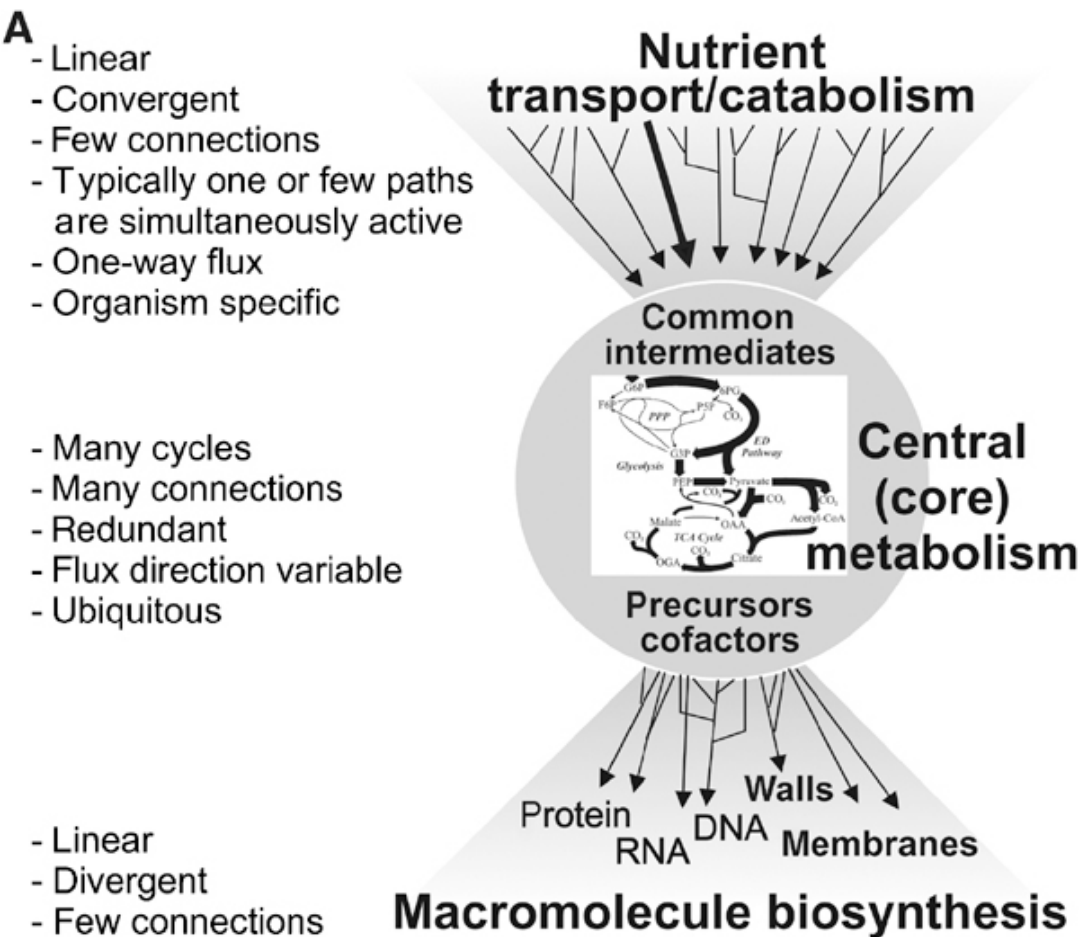 A
- Linear
- Convergent
- Few connections
- Typically one or few paths
are simultaneously active
- One-way flux
- Organism specific
Nutrient
transport/catabolism
Common
intermediates
G6P
6PG
F6P
P5P
PPP
CO2
ED
Pathway
G3P
Glycolysis
PEP
Pyruvate
CO2
CO2
CO2
Acetyl-CoA
Malate
OAA
CO2
TCA Cycle
CO2
Citrate
OGA
- Many cycles
- Many connections
- Redundant
- Flux direction variable
- Ubiquitous
Central
(core)
metabolism
Precursors
cofactors
Protein
RNA
DNA
Walls
Membranes
- Linear
- Divergent
- Few connections
Macromolecule biosynthesis